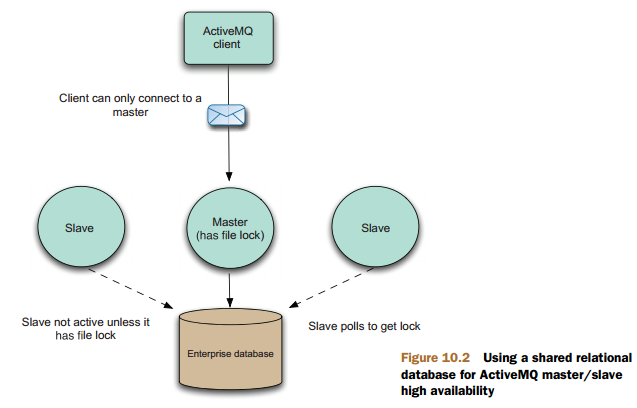 ActiveMQ
client
Client can only connect to a
master
Slave
Master
(has file lock)
Slave
Slave not active unless it
has file lock
Enterprise database
Slave polls to get lock
Figure 10.2 Using a shared relational
database for ActiveMQ master/slave
high availability